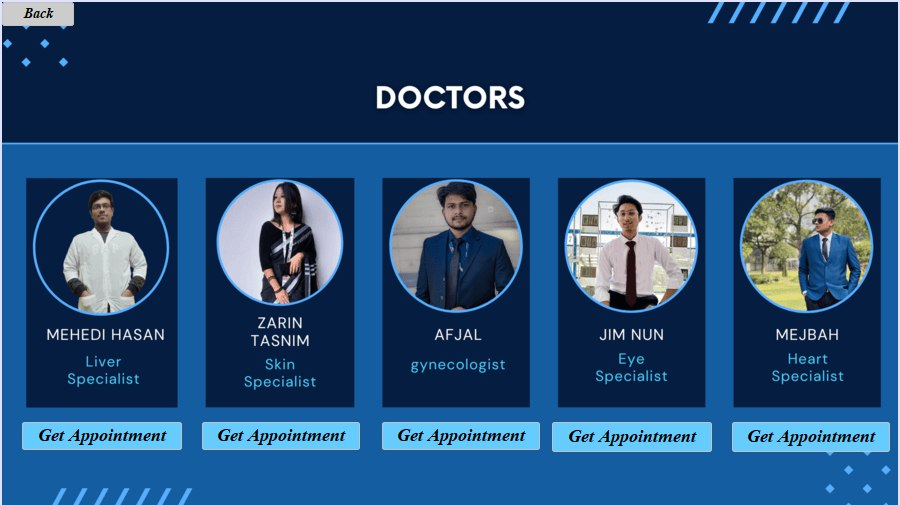 Back
DOCTORS
MEHEDI HASAN
Liver
Specialist
Get Appointment
ZARIN
TASNIM
Skin
Specialist
Get Appointment
AFJAL
gynecologist
Get Appointment
JIM NUN
Eye
Specialist
Get Appointment
MEJBAH
Heart
Specialist
Get Appointment